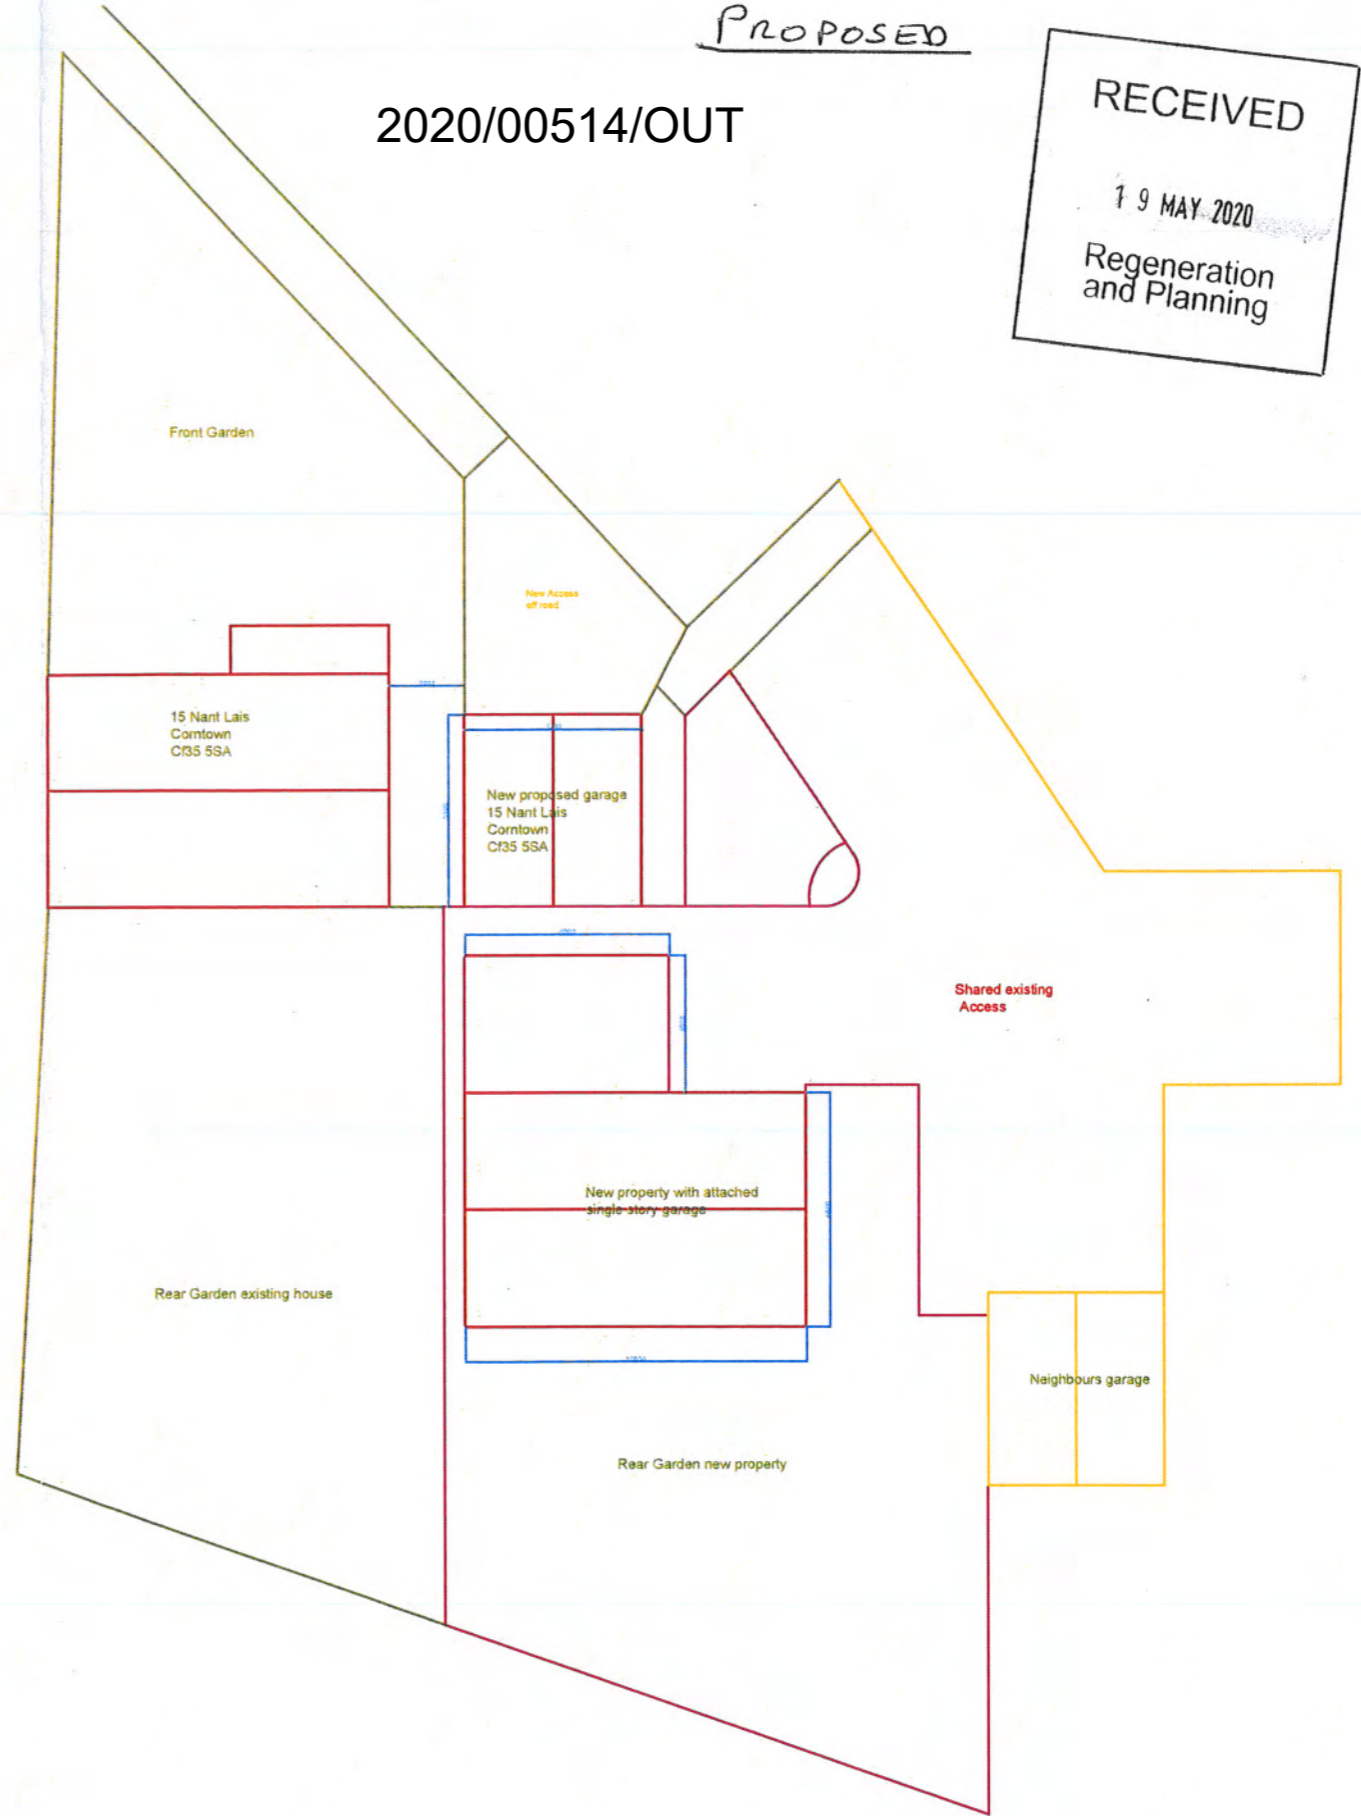 PROPOSED
2020/00514/OUT
RECEIVED
19 MAY 2020
Regeneration
and Planning
Front Garden
New Access
off road
15 Nant Lais
Corntown
Cf35 5SA
New proposed garage
15 Nant Lais
Corntown
Cf35 5SA
Shared existing
Access
New property with attached
single story garage
Rear Garden existing house
Neighbours garage
Rear Garden new property